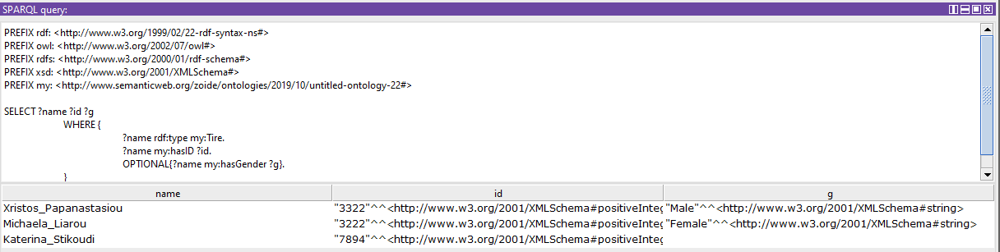 SPARQL query:
PREFIX rdf: <http://www.w3.org/1999/02/22-rdf-syntax-ns#>
PREFIX owl: <http://www.w3.org/2002/07/owl#>
PREFIX rdfs: <http://www.w3.org/2000/01/rdf-schema#>
PREFIX xsd: <http://www.w3.org/2001/XMLSchema#>
PREFIX my: <http://www.semanticweb.org/zoide/ontologies/2019/10/untitled-ontology-22#>
SELECT ?name ?id ?g
WHERE {
?name rdf:type my:Tire.
?name my:hasID ?id.
OPTIONAL{?name my:hasGender ?g}.
}
name id g
Xristos_Papanastasiou "3322"^^<http://www.w3.org/2001/XMLSchema#positiveInteg "Male"^^<http://www.w3.org/2001/XMLSchema#string>
Michaela_Liarou "3222"^^<http://www.w3.org/2001/XMLSchema#positiveInteg "Female"^^<http://www.w3.org/2001/XMLSchema#string>
Katerina_Stikoudi "7894"^^<http://www.w3.org/2001/XMLSchema#positiveInteg